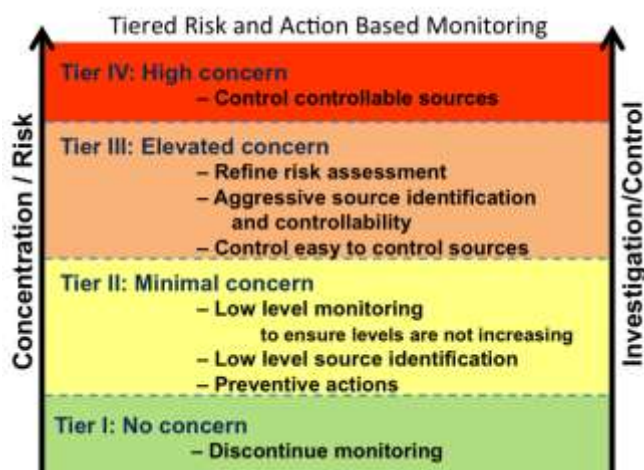 Tiered Risk and Action Based Monitoring
Concentration / Risk
Tier IV: High concern
– Control controllable sources
Tier III: Elevated concern
– Refine risk assessment
– Aggressive source identification
and controllability
– Control easy to control sources
Tier II: Minimal concern
– Low level monitoring
to ensure levels are not increasing
– Low level source identification
– Preventive actions
Tier I: No concern
– Discontinue monitoring
Investigation/Control